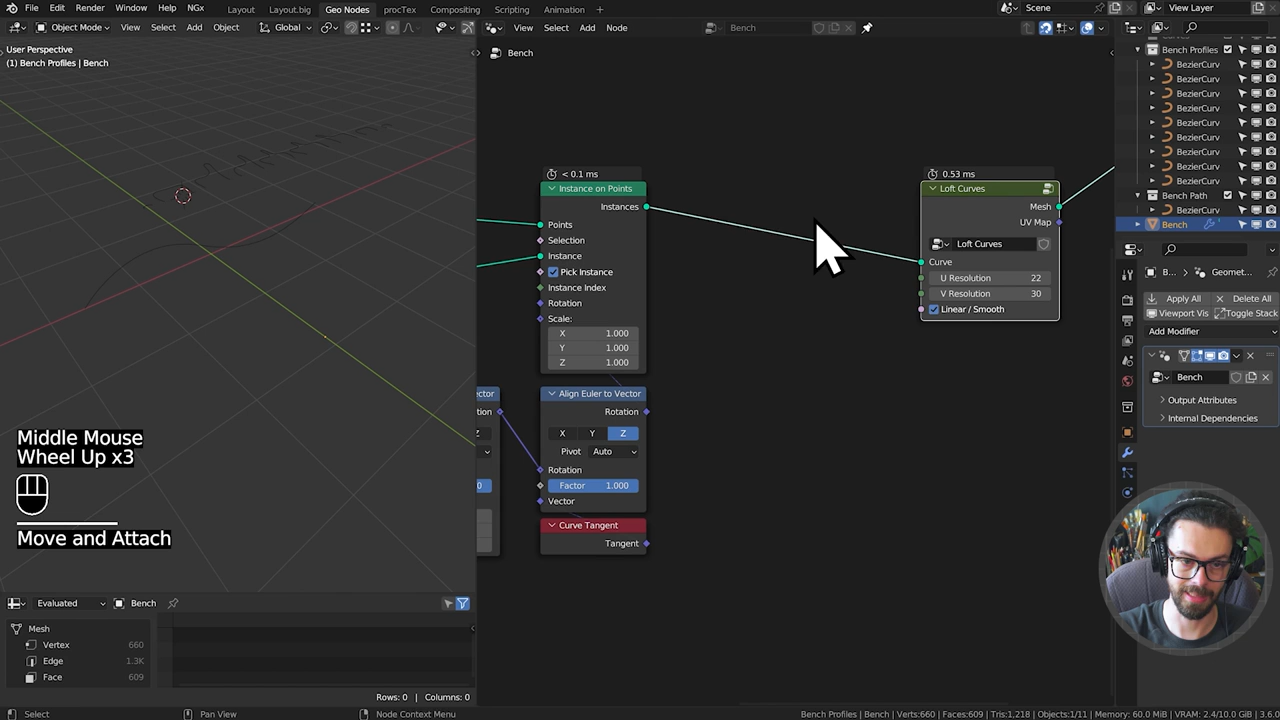 File Edit Render Window Help NGx Layout Layout.big Geo Nodes procTex Compositing Scripting Animation + Scene View Layer
Object Mode View Select Add Object Global View Select Add Node Bench
User Perspective
(1) Bench Profiles | Bench
Bench
Bench Profiles
BezierCurv
BezierCurv
BezierCurv
BezierCurv
BezierCurv
BezierCurv
BezierCurv
BezierCurv
BezierCurv
Bench Path
BezierCurv
Bench
< 0.1 ms
Instance on Points
Instances
Points
Selection
Instance
Pick Instance
Instance Index
Rotation
Scale:
X 1.000
Y 1.000
Z 1.000
0.53 ms
Loft Curves
Mesh
UV Map
Loft Curves
Curve
U Resolution 22
V Resolution 30
Linear / Smooth
ector
tion
Z
0
Align Euler to Vector
Rotation
X Y Z
Pivot Auto
Rotation
Factor 1.000
Vector
Curve Tangent
Tangent
B... Geomet...
Apply All Delete All
Viewport Vis Toggle Stack
Add Modifier
Bench
Output Attributes
Internal Dependencies
Middle Mouse
Wheel Up x3
Move and Attach
Evaluated Bench
Mesh
Vertex 660
Edge 1.3K
Face 609
Rows: 0 | Columns: 0
Select Pan View Node Context Menu Bench Profiles | Bench | Verts:660 | Faces:609 | Tris:1,218 | Objects:1/11 | Memory: 60.0 MiB | VRAM: 2.4/10.0 GiB | 3.6.0